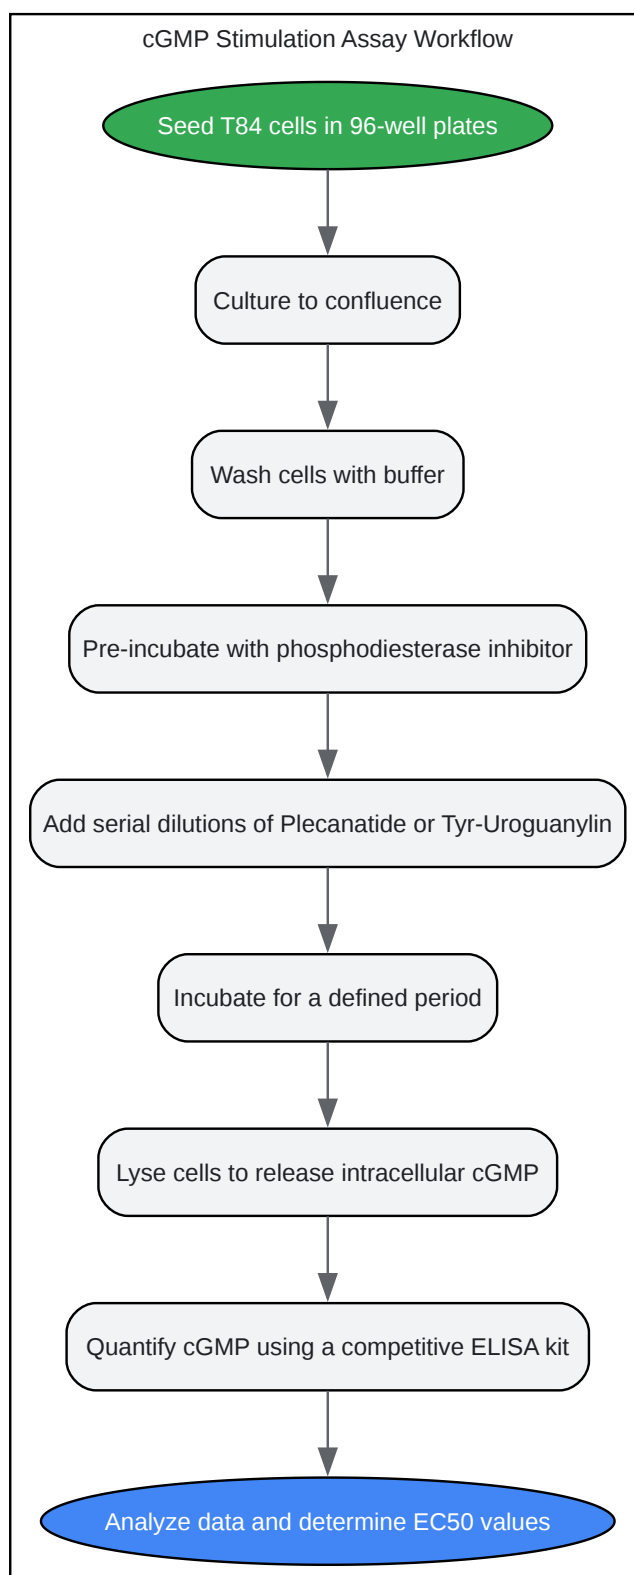 cGMP Stimulation Assay Workflow
Seed T84 cells in 96-well plates
Culture to confluence
Wash cells with buffer
Pre-incubate with phosphodiesterase inhibitor
Add serial dilutions of Plecanatide or Tyr-Uroguanylin
Incubate for a defined period
Lyse cells to release intracellular cGMP
Quantify cGMP using a competitive ELISA kit
Analyze data and determine EC50 values